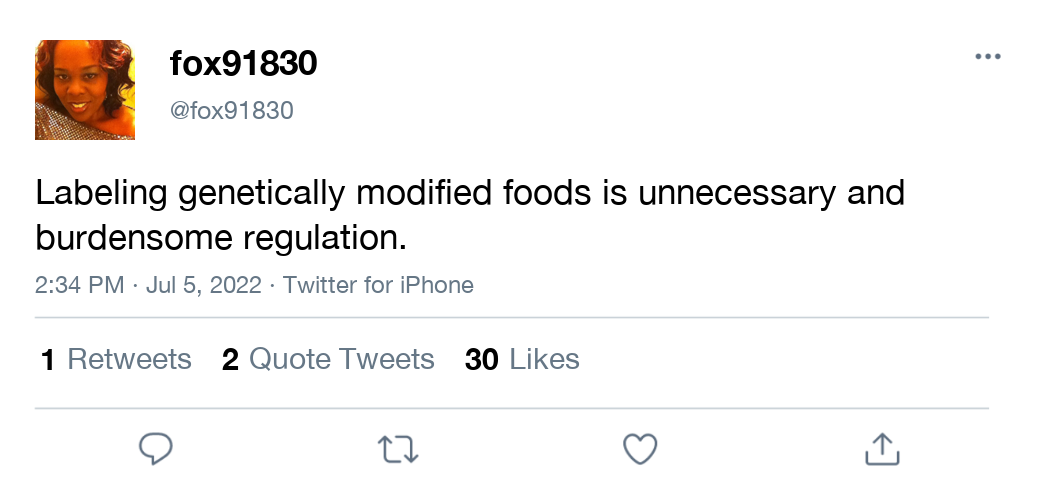 fox91830
@fox91830
Labeling genetically modified foods is unnecessary and
burdensome regulation.
2:34 PM · Jul 5, 2022 · Twitter for iPhone
1 Retweets 2 Quote Tweets 30 Likes